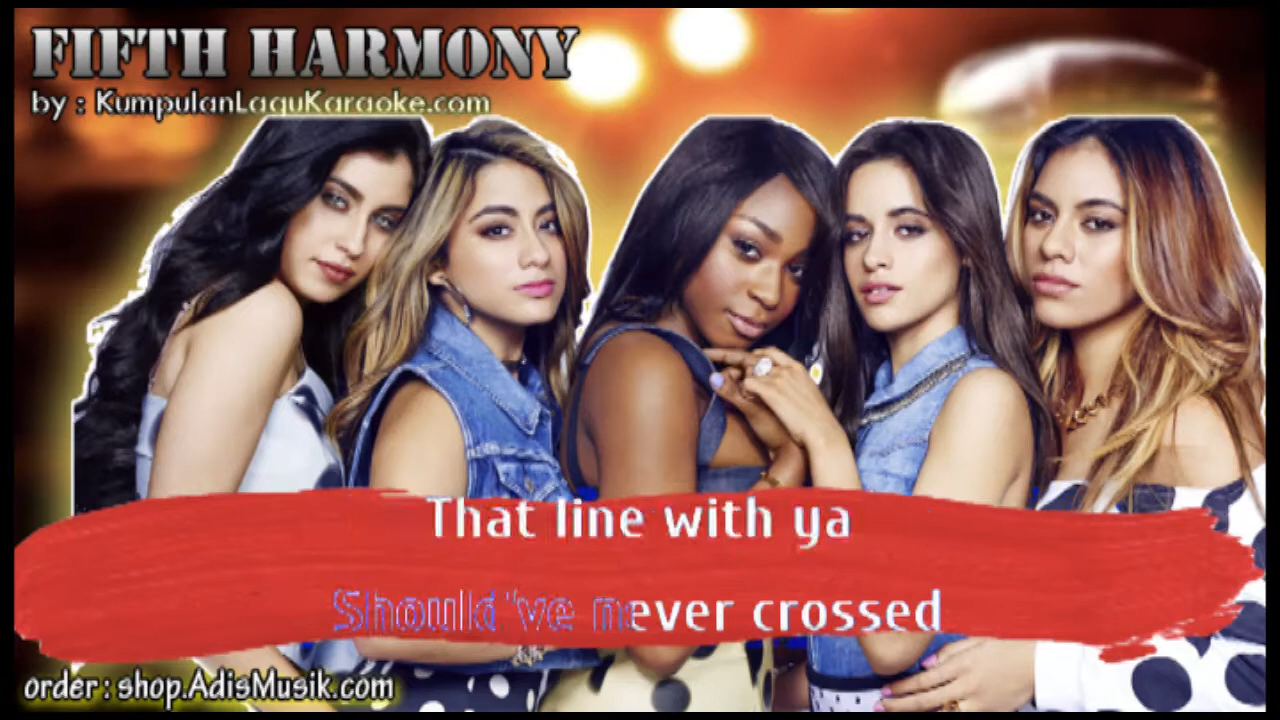 FIFTH HARMONY
by : KumpulanLaguKaraoke.com
That line with ya
Should've never crossed
order : shop.AdisMusik.com